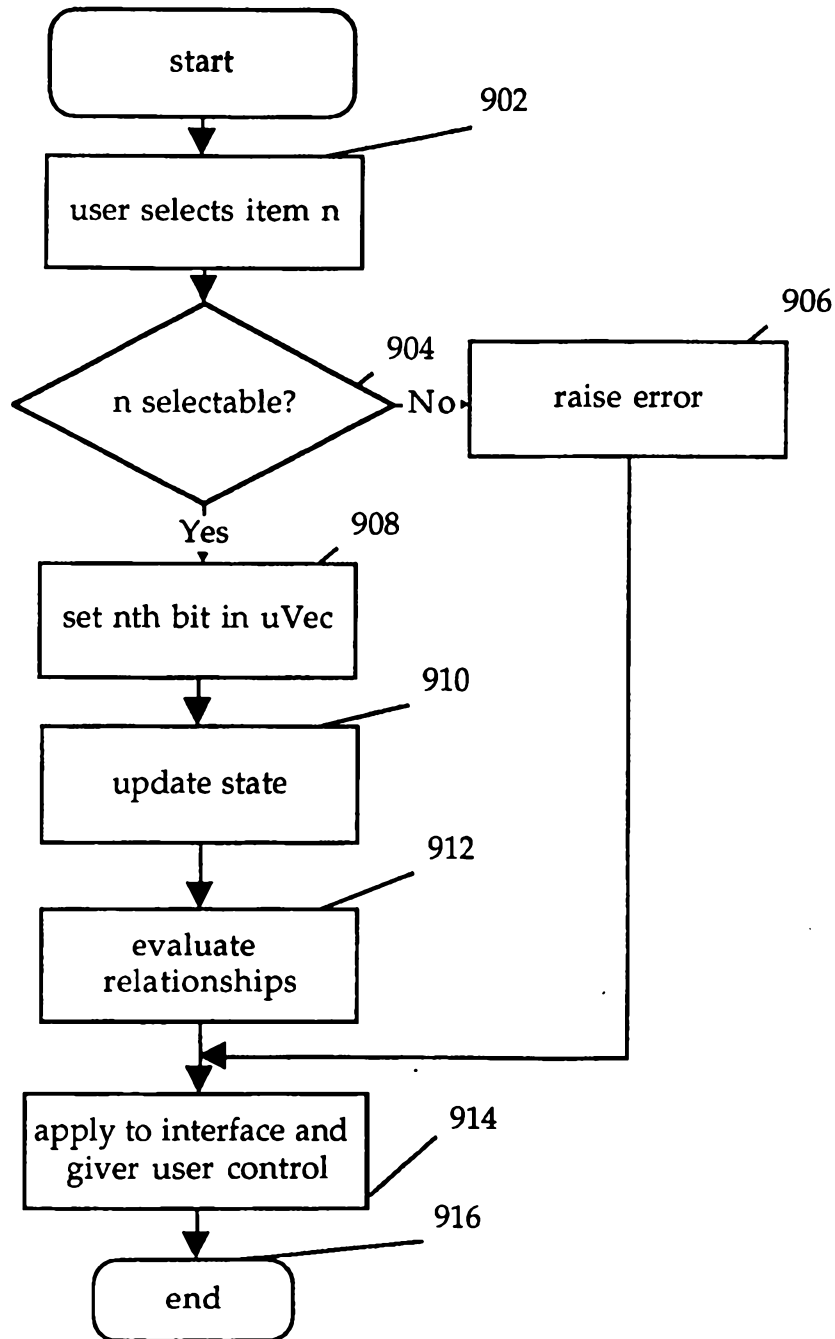 start
902
user selects item n
906
904
n selectable?
No
raise error
Yes
908
set nth bit in uVec
910
update state
912
evaluate
relationships
apply to interface and
giver user control
914
916
end